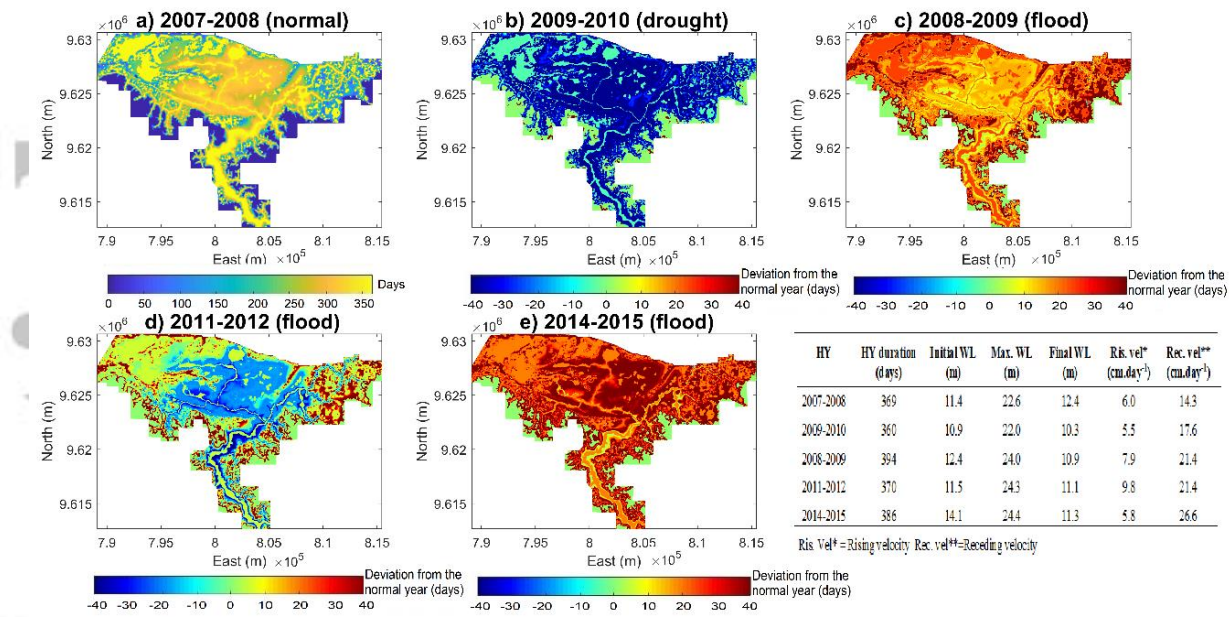 a) 2007-2008 (normal)
×10⁶
9.63
9.625
9.62
9.615
North (m)
7.9 7.95 8 8.05 8.1 8.15
East (m) ×10⁵
0 50 100 150 200 250 300 350
Days
b) 2009-2010 (drought)
×10⁶
9.63
9.625
9.62
9.615
North (m)
7.9 7.95 8 8.05 8.1 8.15
East (m) ×10⁵
-40 -30 -20 -10 0 10 20 30 40
Deviation from the
normal year (days)
c) 2008-2009 (flood)
×10⁶
9.63
9.625
9.62
9.615
North (m)
7.9 7.95 8 8.05 8.1 8.15
East (m) ×10⁵
-40 -30 -20 -10 0 10 20 30 40
Deviation from the
normal year (days)
d) 2011-2012 (flood)
×10⁶
9.63
9.625
9.62
9.615
North (m)
7.9 7.95 8 8.05 8.1 8.15
East (m) ×10⁵
-40 -30 -20 -10 0 10 20 30 40
Deviation from the
normal year (days)
e) 2014-2015 (flood)
×10⁶
9.63
9.625
9.62
9.615
North (m)
7.9 7.95 8 8.05 8.1 8.15
East (m) ×10⁵
-40 -30 -20 -10 0 10 20 30 40
Deviation from the
normal year (days)
HY HY duration Initial WL Max. WL Final WL Ris. vel* Rec. vel**
(days) (m) (m) (m) (cm.day⁻¹) (cm.day⁻¹)
2007-2008 369 11.4 22.6 12.4 6.0 14.3
2009-2010 360 10.9 22.0 10.3 5.5 17.6
2008-2009 394 12.4 24.0 10.9 7.9 21.4
2011-2012 370 11.5 24.3 11.1 9.8 21.4
2014-2015 386 14.1 24.4 11.3 5.8 26.6
Ris. Vel* =Rising velocity Rec. vel**=Receding velocity